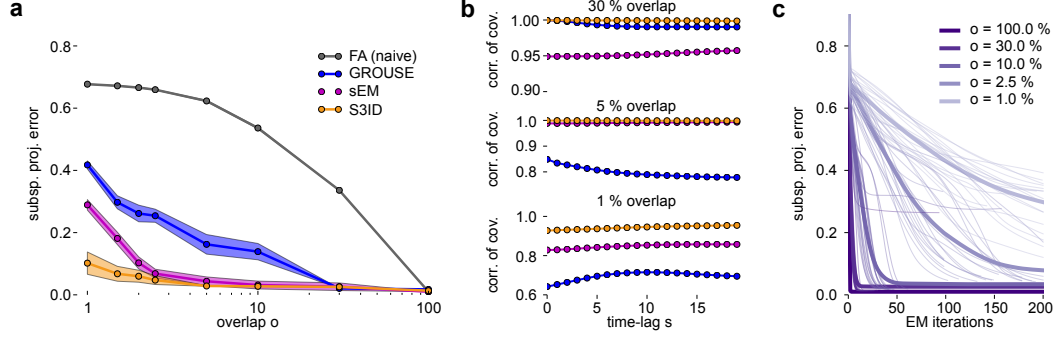 a
subsp. proj. error
0.8
0.6
0.4
0.2
0.0
1
10
100
overlap o
FA (naive)
GROUSE
sEM
S3ID
b
30 % overlap
corr. of cov.
1.00
0.95
0.90
5 % overlap
corr. of cov.
1.0
0.9
0.8
1 % overlap
corr. of cov.
1.0
0.8
0.6
0
5
10
15
time-lag s
c
subsp. proj. error
0.8
0.6
0.4
0.2
0.0
0
50
100
150
200
EM iterations
o = 100.0 %
o = 30.0 %
o = 10.0 %
o = 2.5 %
o = 1.0 %